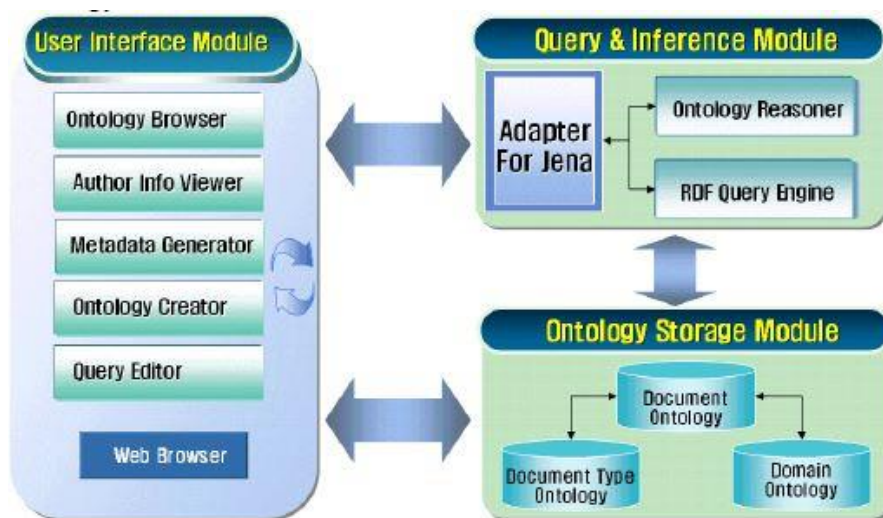 User Interface Module
Ontology Browser
Author Info Viewer
Metadada Generator
Ontology Creator
Query Editor
Web Browser
Query & Inference Module
Adapter
For Jena
Ontology Reasoner
RDF Query Engine
Ontology Storage Module
Document
Ontology
Document Type
Ontology
Domain
Ontology